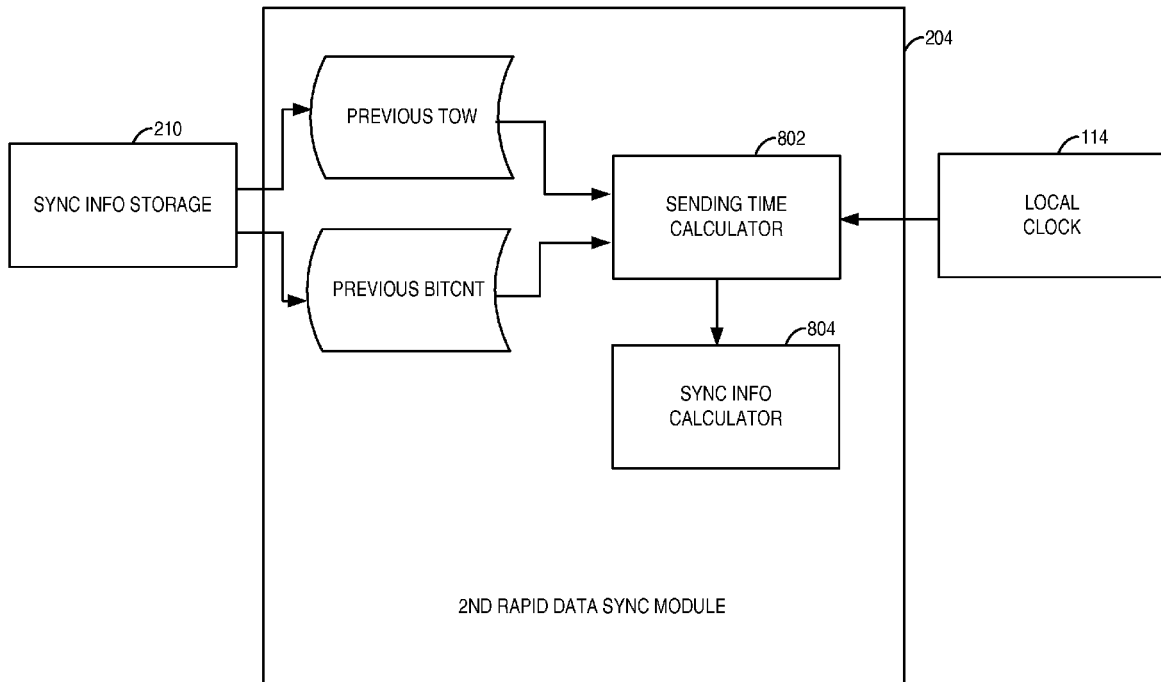 204
PREVIOUS TOW
210
SYNC INFO STORAGE
802
SENDING TIME
CALCULATOR
114
LOCAL
CLOCK
PREVIOUS BITCNT
804
SYNC INFO
CALCULATOR
2ND RAPID DATA SYNC MODULE